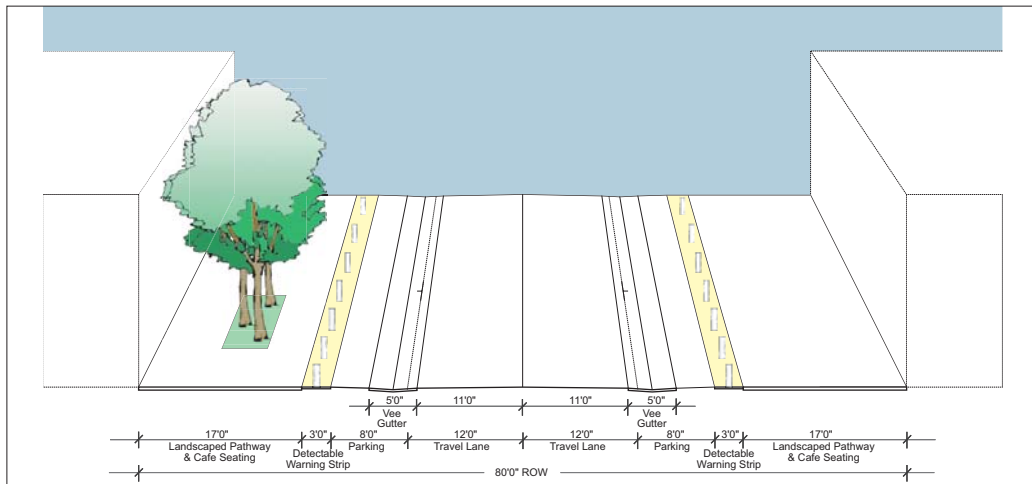 5'0" 11'0" 11'0" 5'0"
Vee Gutter Vee Gutter
17'0" 3'0" 8'0" 12'0" 12'0" 8'0" 3'0" 17'0"
Landscaped Pathway & Cafe Seating Detectable Warning Strip Parking Travel Lane Travel Lane Parking Detectable Warning Strip Landscaped Pathway & Cafe Seating
80'0" ROW